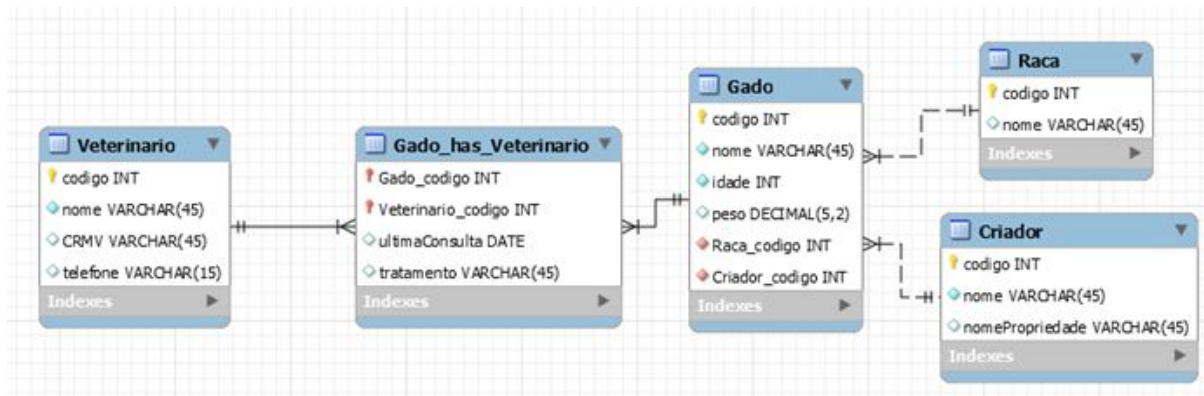 Veterinario
codigo INT
nome VARCHAR(45)
CRMV VARCHAR(45)
telefone VARCHAR(15)
Indexes
Gado_has_Veterinario
Gado_codigo INT
Veterinario_codigo INT
ultimaConsulta DATE
tratamento VARCHAR(45)
Indexes
Gado
codigo INT
nome VARCHAR(45)
idade INT
peso DECIMAL(5,2)
Raca_codigo INT
Criador_codigo INT
Indexes
Raca
codigo INT
nome VARCHAR(45)
Indexes
Criador
codigo INT
nome VARCHAR(45)
nomePropriedade VARCHAR(45)
Indexes